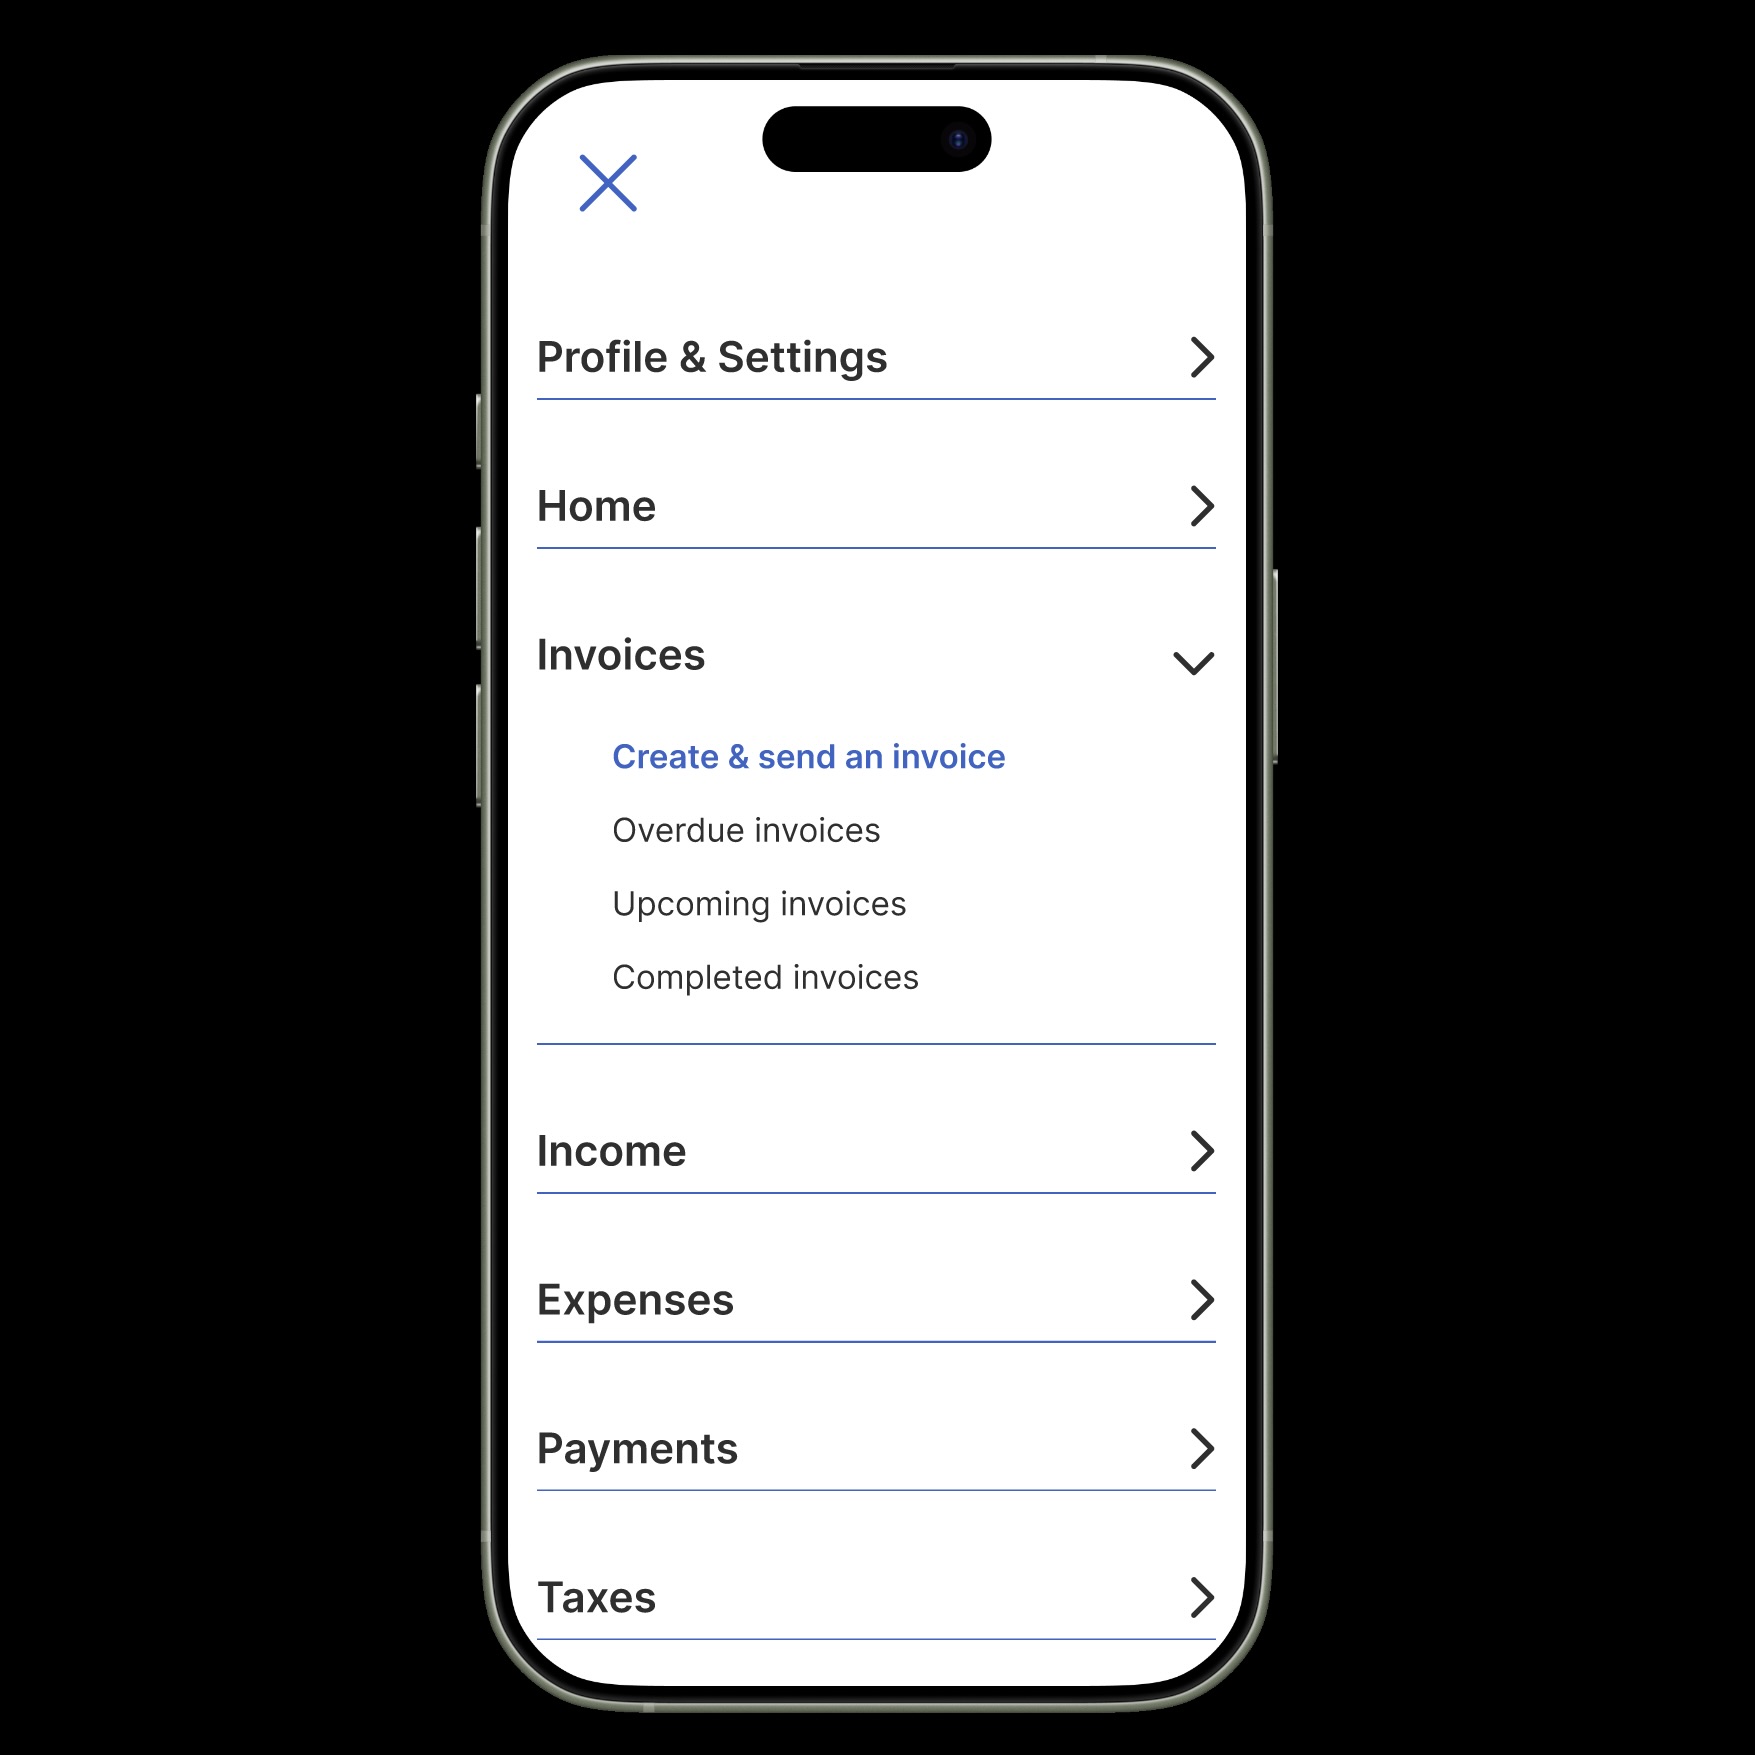 Profile & Settings
Home
Invoices
Create & send an invoice
Overdue invoices
Upcoming invoices
Completed invoices
Income
Expenses
Payments
Taxes